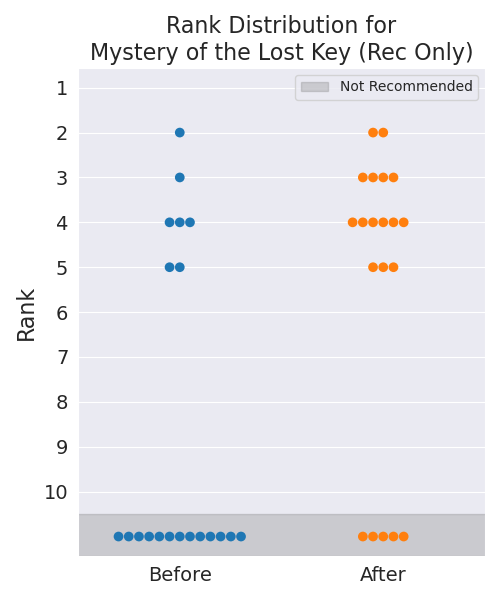 Rank Distribution for
Mystery of the Lost Key (Rec Only)
Not Recommended
1
2
3
4
5
6
7
8
9
10
Rank
Before
After